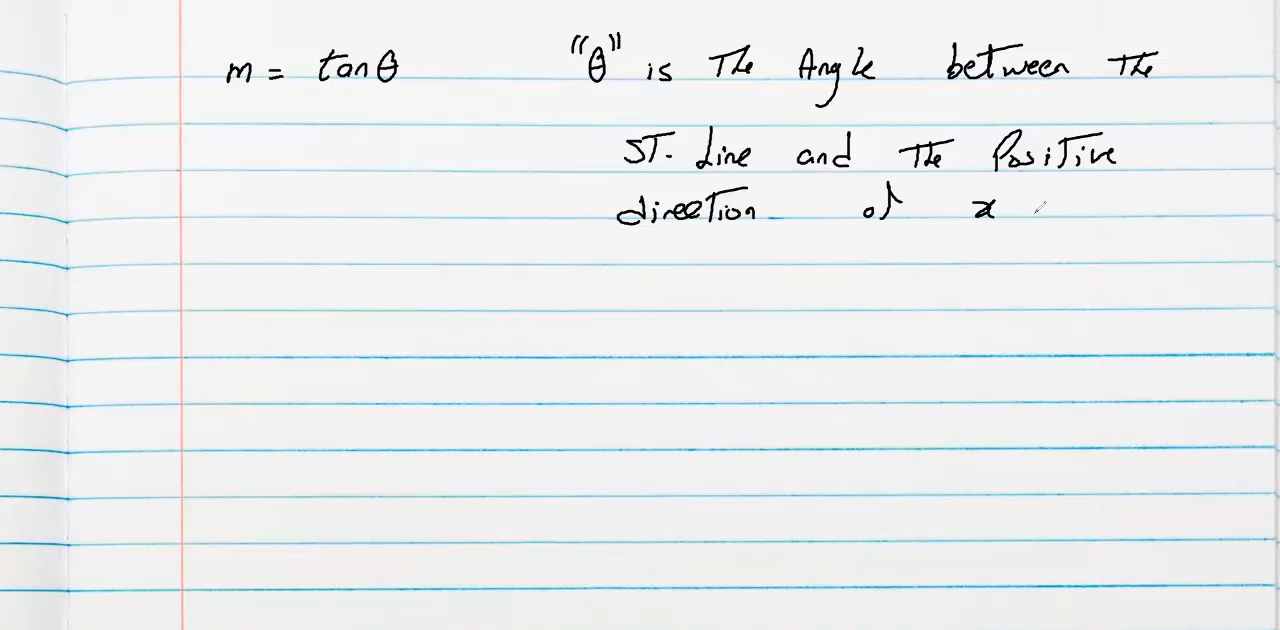 m = tanθ "θ" is The Angle between The
ST. Line and The Positive
direction of x